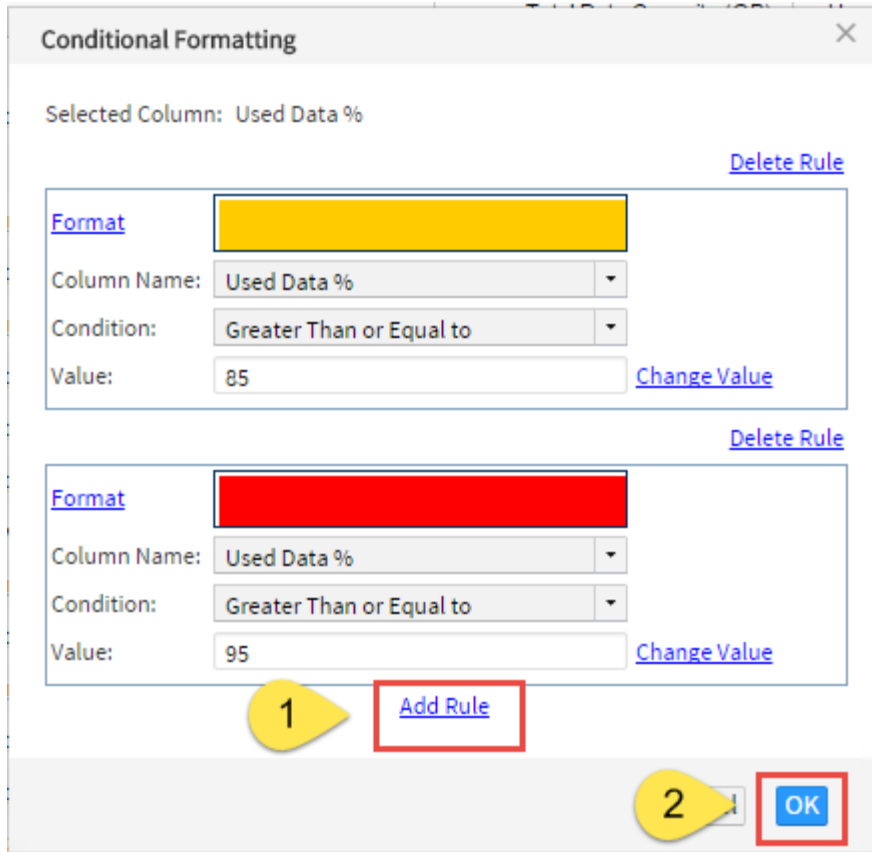 Conditional Formatting
Selected Column: Used Data %
Delete Rule
Format
Column Name: Used Data %
Condition: Greater Than or Equal to
Value: 85 Change Value
Delete Rule
Format
Column Name: Used Data %
Condition: Greater Than or Equal to
Value: 95 Change Value
1 Add Rule
2 OK